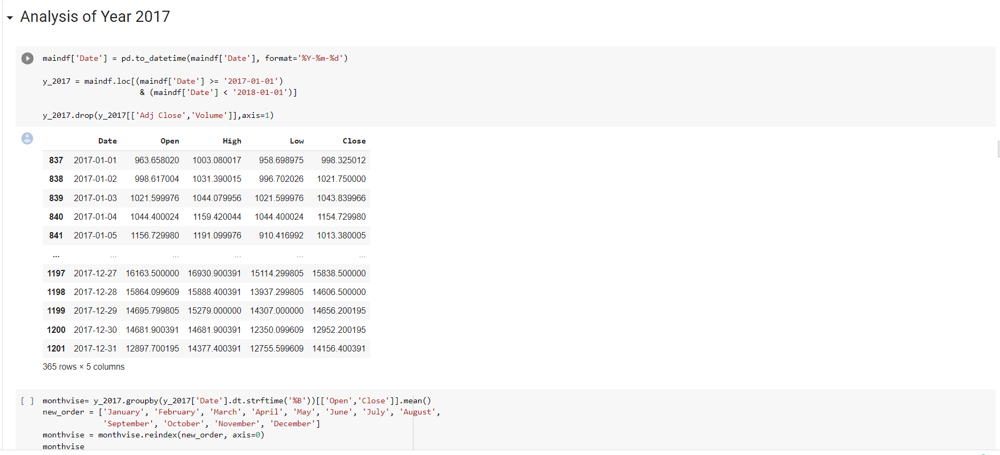 Analysis of Year 2017
maindf['Date'] = pd.to_datetime(maindf['Date'], format='%Y-%m-%d')
y_2017 = maindf.loc[(maindf['Date'] >= '2017-01-01')
& (maindf['Date'] < '2018-01-01')]
y_2017.drop(y_2017[['Adj Close','Volume']],axis=1)
Date Open High Low Close
837 2017-01-01 963.658020 1003.080017 958.698975 998.325012
838 2017-01-02 998.617004 1031.390015 996.702026 1021.750000
839 2017-01-03 1021.599976 1044.079956 1021.599976 1043.839966
840 2017-01-04 1044.400024 1159.420044 1044.400024 1154.729980
841 2017-01-05 1156.729980 1191.099976 910.416992 1013.380005
... ... ... ... ... ...
1197 2017-12-27 16163.500000 16930.900391 15114.299805 15838.500000
1198 2017-12-28 15864.099609 15888.400391 13937.299805 14606.500000
1199 2017-12-29 14695.799805 15279.000000 14307.000000 14656.200195
1200 2017-12-30 14681.900391 14681.900391 12350.099609 12952.200195
1201 2017-12-31 12897.700195 14377.400391 12755.599609 14156.400391
365 rows × 5 columns
[ ] monthvise= y_2017.groupby(y_2017['Date'].dt.strftime('%B'))[['Open','Close']].mean()
new_order = ['January', 'February', 'March', 'April', 'May', 'June', 'July', 'August',
'September', 'October', 'November', 'December']
monthvise = monthvise.reindex(new_order, axis=0)
monthvise